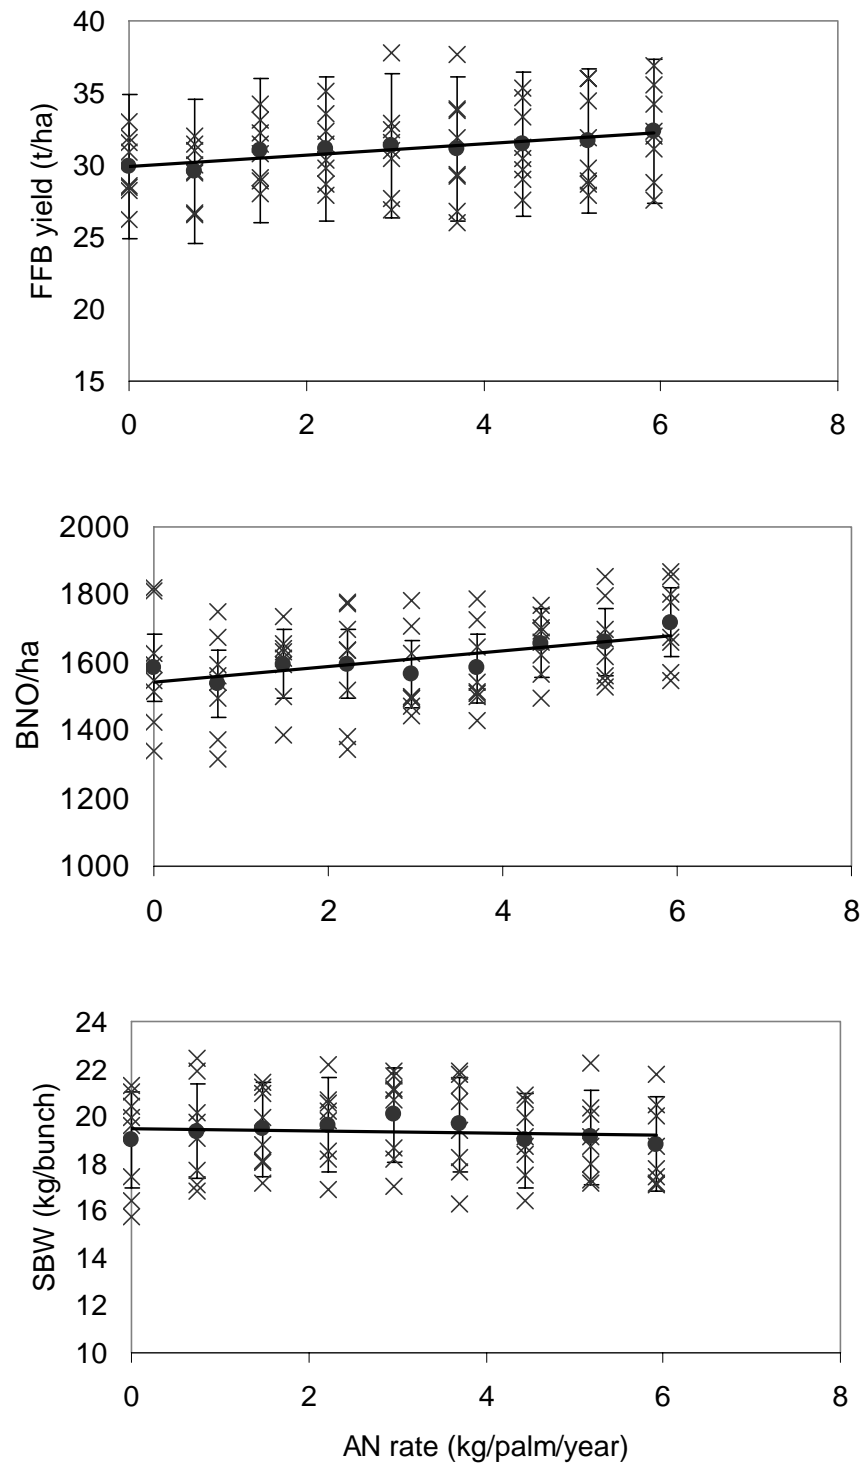 40
35
30
25
20
15
FFB yield (t/ha)
0 2 4 6 8
2000
1800
1600
1400
1200
1000
BNO/ha
0 2 4 6 8
24
22
20
18
16
14
12
10
SBW (kg/bunch)
0 2 4 6 8
AN rate (kg/palm/year)